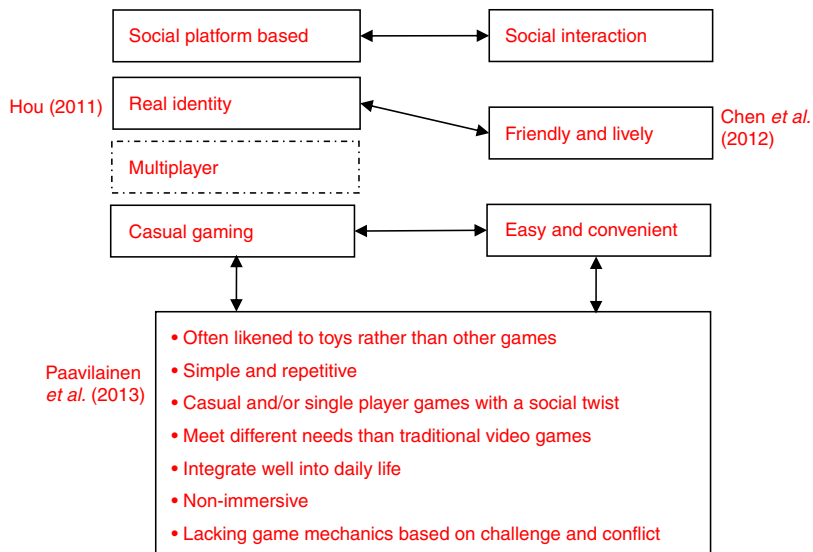 Social platform based
Social interaction
Hou (2011)
Real identity
Friendly and lively
Chen et al.
(2012)
Multiplayer
Casual gaming
Easy and convenient
Paavilainen
et al. (2013)
• Often likened to toys rather than other games
• Simple and repetitive
• Casual and/or single player games with a social twist
• Meet different needs than traditional video games
• Integrate well into daily life
• Non-immersive
• Lacking game mechanics based on challenge and conflict